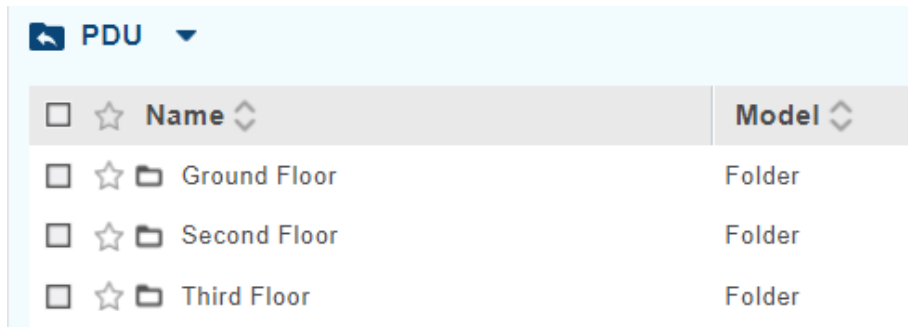 PDU
Name Model
Ground Floor Folder
Second Floor Folder
Third Floor Folder